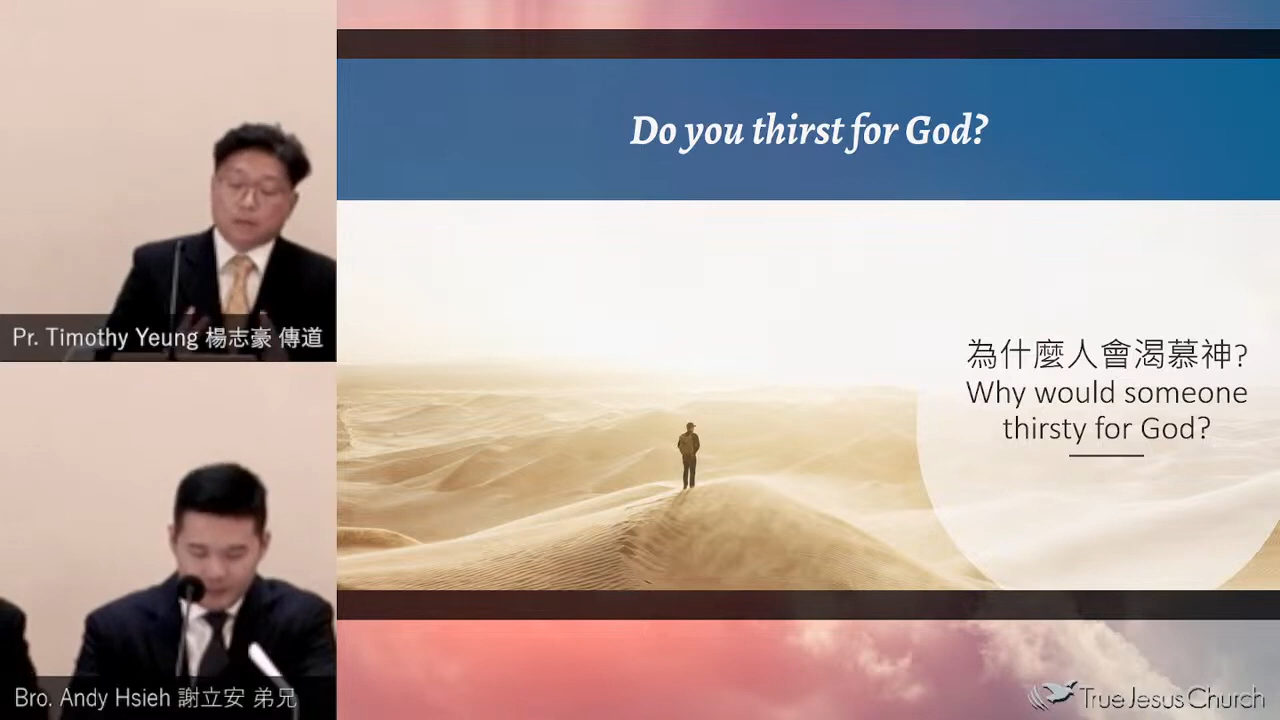 Do you thirst for God?
為什麼人會渴慕神?
Why would someone
thirsty for God?
Pr. Timothy Yeung 楊志豪 傳道
Bro. Andy Hsieh 謝立安 弟兄
True Jesus Church